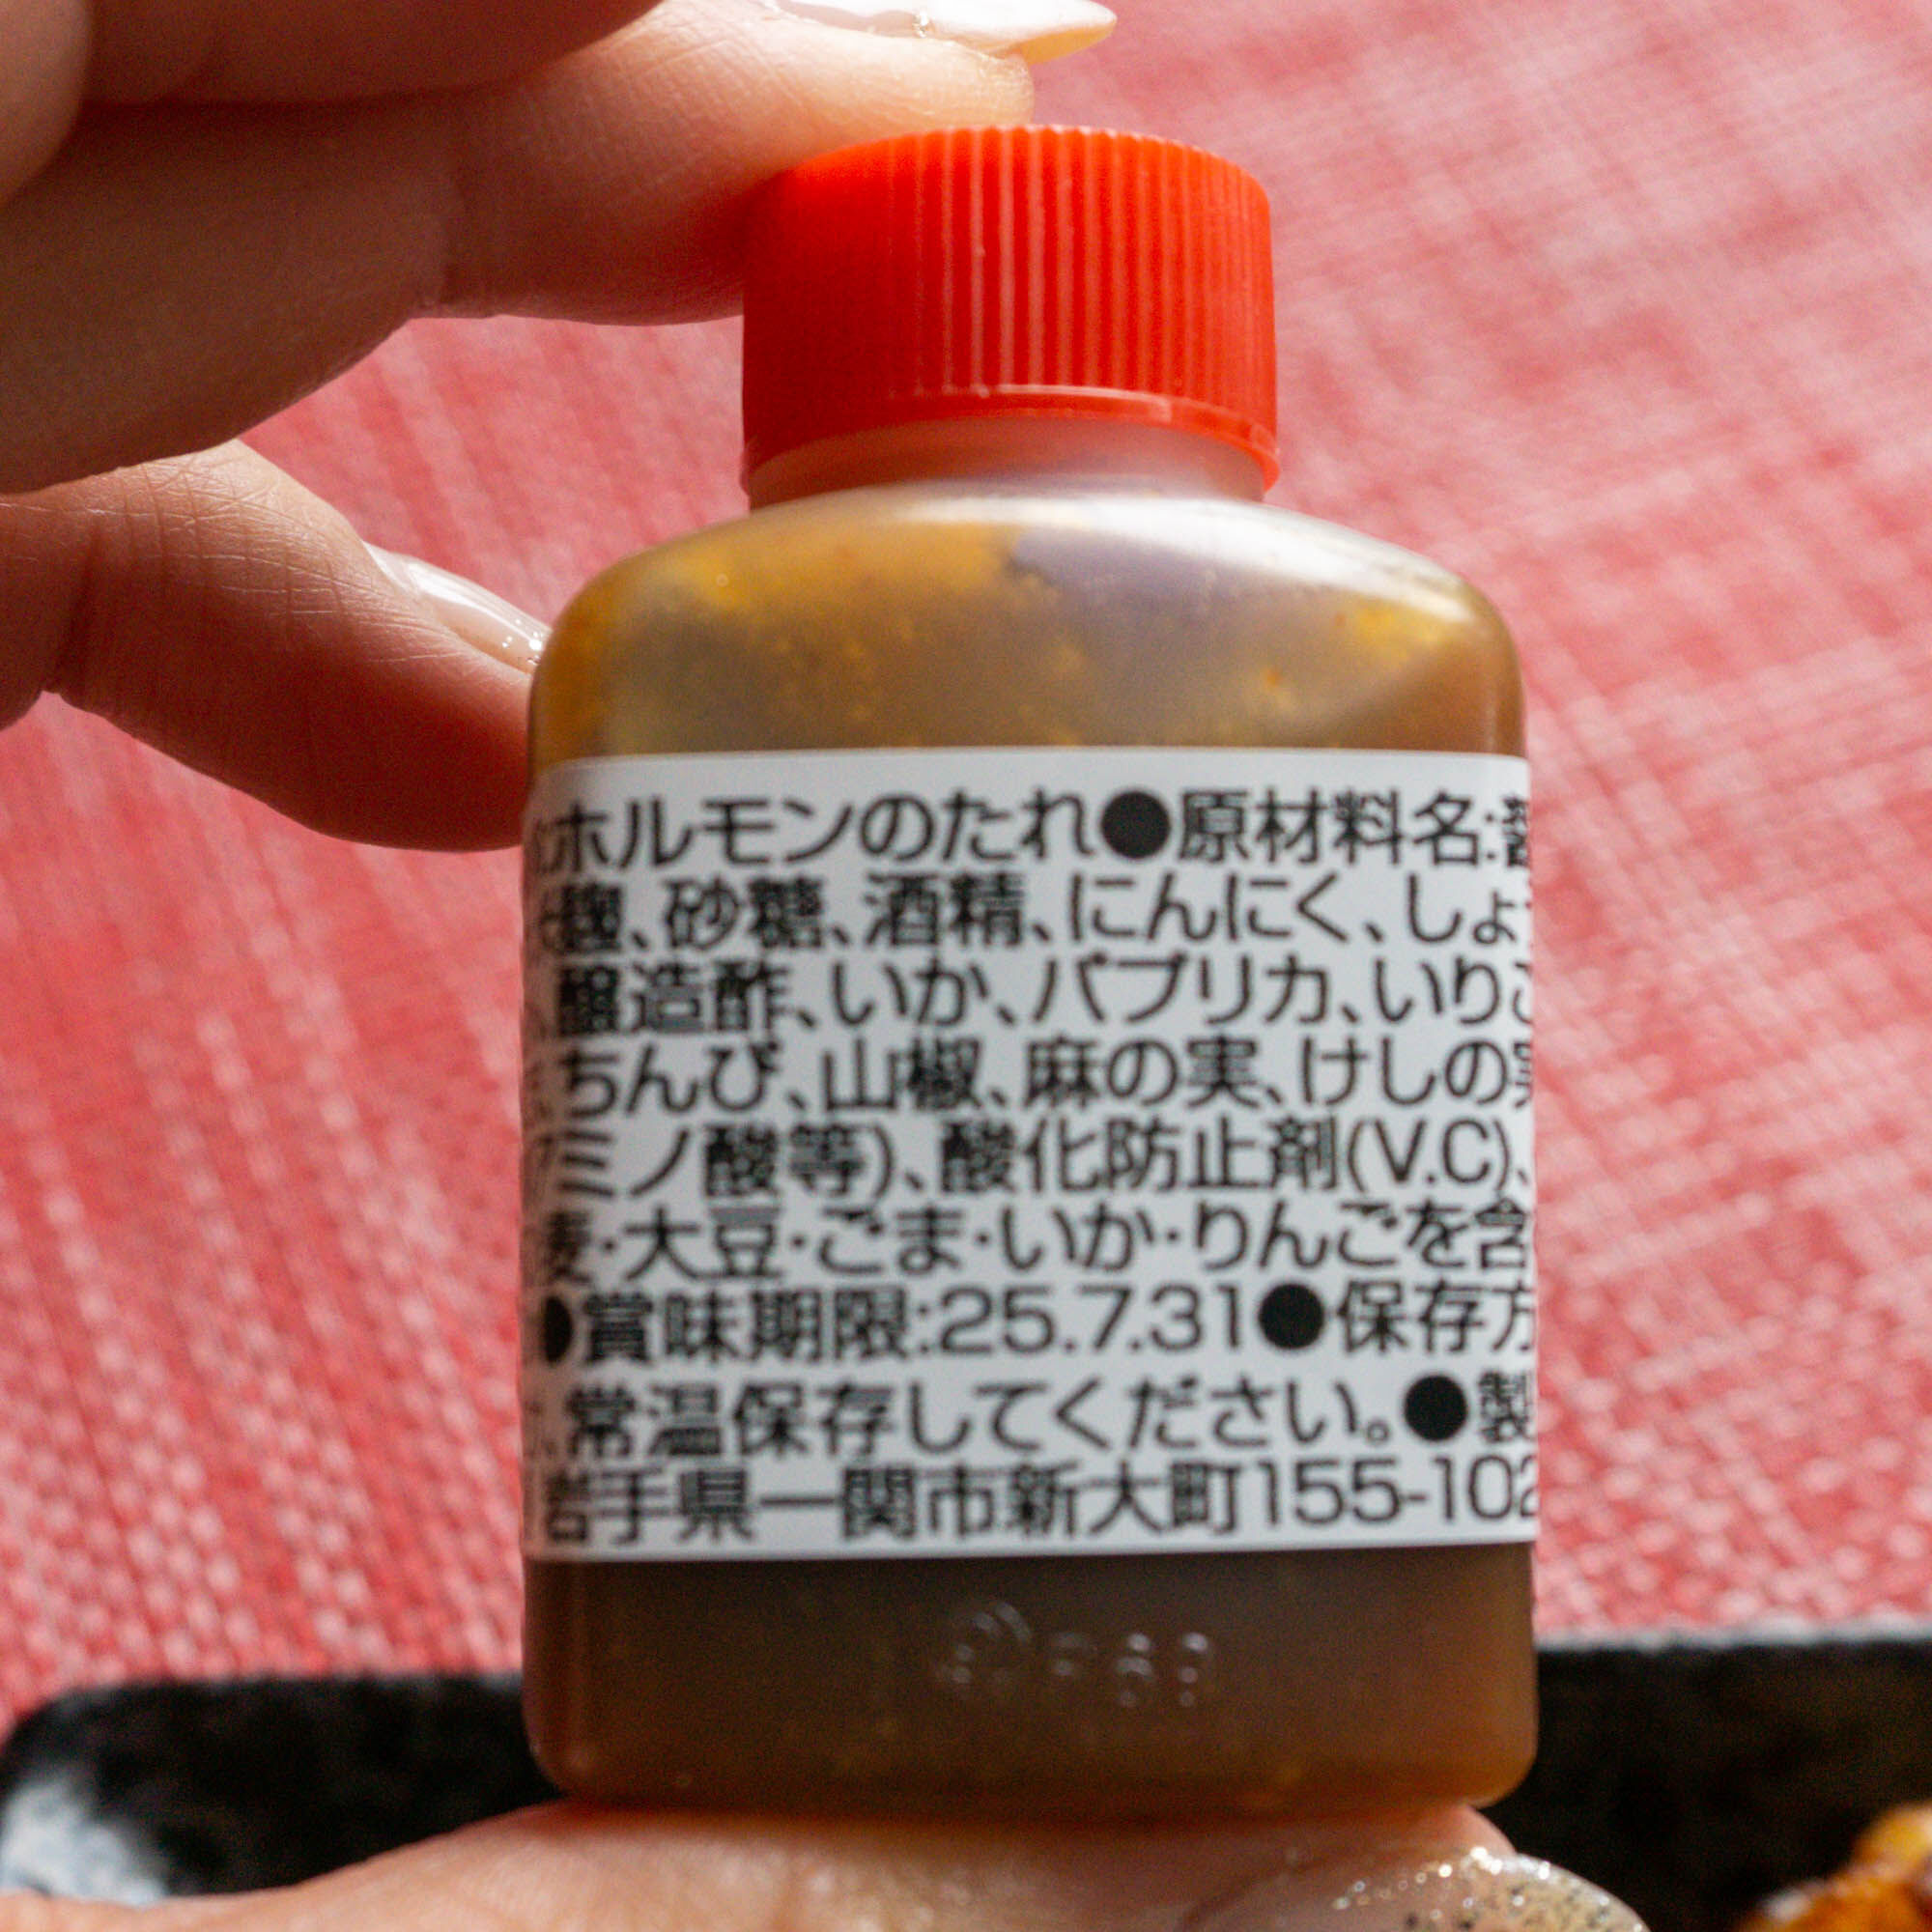 ホルモンのたれ●原材料名:
麹、砂糖、酒精、にんにく、しょ
醸造酢、いか、パプリカ、いりご
ちんぴ、山椒、麻の実、けしの実
ミノ酸等)、酸化防止剤(V.C)、
麦・大豆・ごま・いか・りんごを含
●賞味期限:25.7.31●保存方
、常温保存してください。●製
岩手県一関市新大町155-102